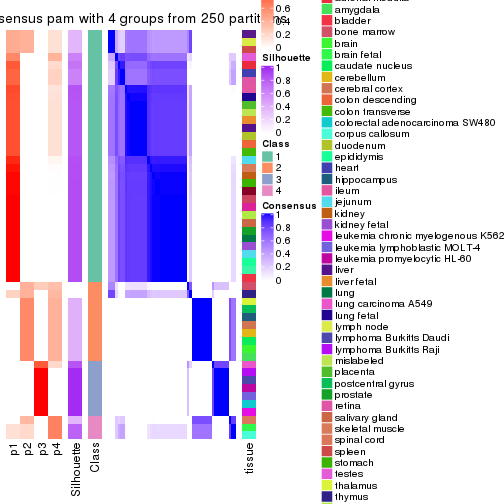 sensus pam with 4 groups from 250 partitions
0.6
0.4
0.2
0
Silhouette
1
0.8
0.6
0.4
0.2
0
Class
1
2
3
4
Consensus
1
0.8
0.6
0.4
0.2
0
p1
p2
p3
p4
Silhouette
Class
tissue
amygdala
bladder
bone marrow
brain
brain fetal
caudate nucleus
cerebellum
cerebral cortex
colon descending
colon transverse
colorectal adenocarcinoma SW480
corpus callosum
duodenum
epididymis
heart
hippocampus
ileum
jejunum
kidney
kidney fetal
leukemia chronic myelogenous K562
leukemia lymphoblastic MOLT-4
leukemia promyelocytic HL-60
liver
liver fetal
lung
lung carcinoma A549
lung fetal
lymph node
lymphoma Burkitts Daudi
lymphoma Burkitts Raji
mislabeled
placenta
postcentral gyrus
prostate
retina
salivary gland
skeletal muscle
spinal cord
spleen
stomach
testes
thalamus
thymus